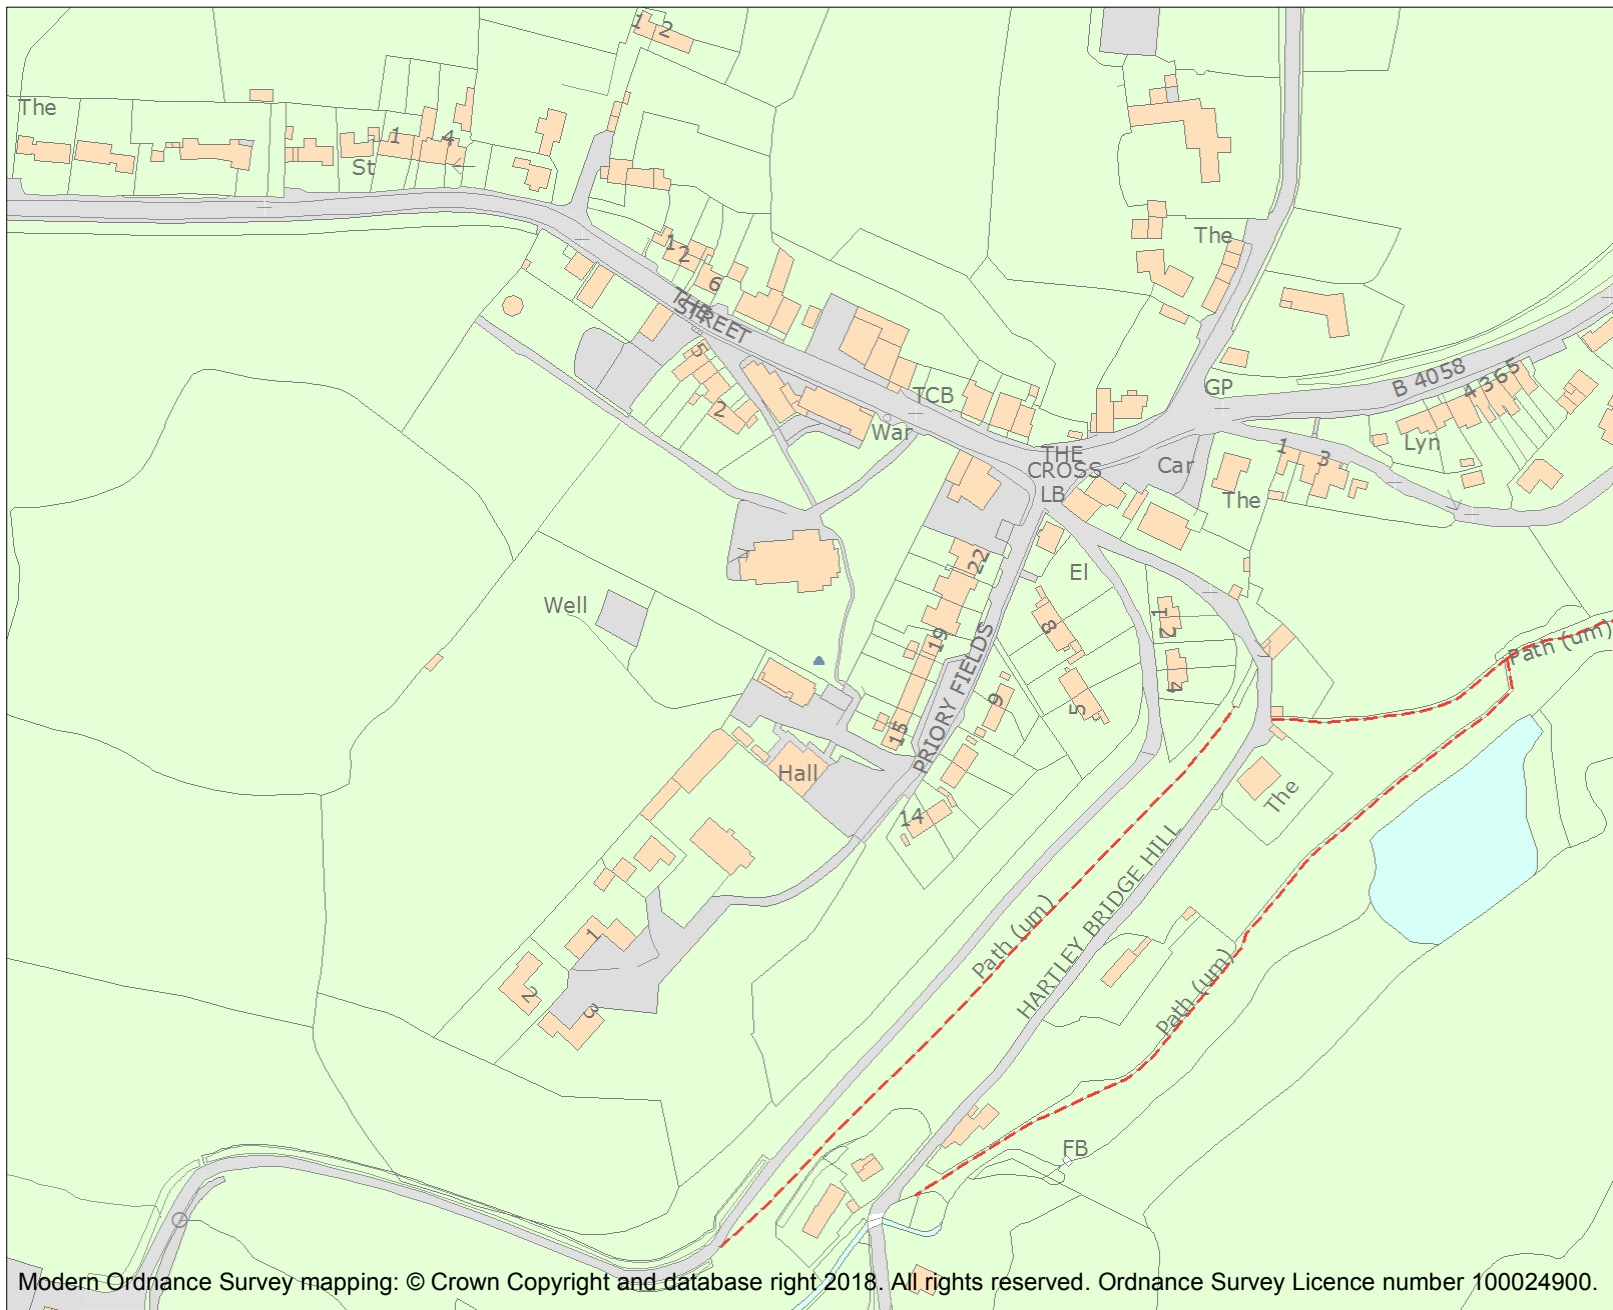 1 2
The
1
4
St
The
1
2
6
THE STREET
5
2
TCB
War
GP
B 4058
4 3 6 5
Lyn
THE
CROSS
LB
Car
1
3
The
22
El
Well
8
1
2
19
Path (um)
4
9
5
15
PRIORY FIELDS
Hall
The
14
HARTLEY BRIDGE HILL
Path (um)
1
2
3
Path (um)
FB
Modern Ordnance Survey mapping: © Crown Copyright and database right 2018. All rights reserved. Ordnance Survey Licence number 100024900.